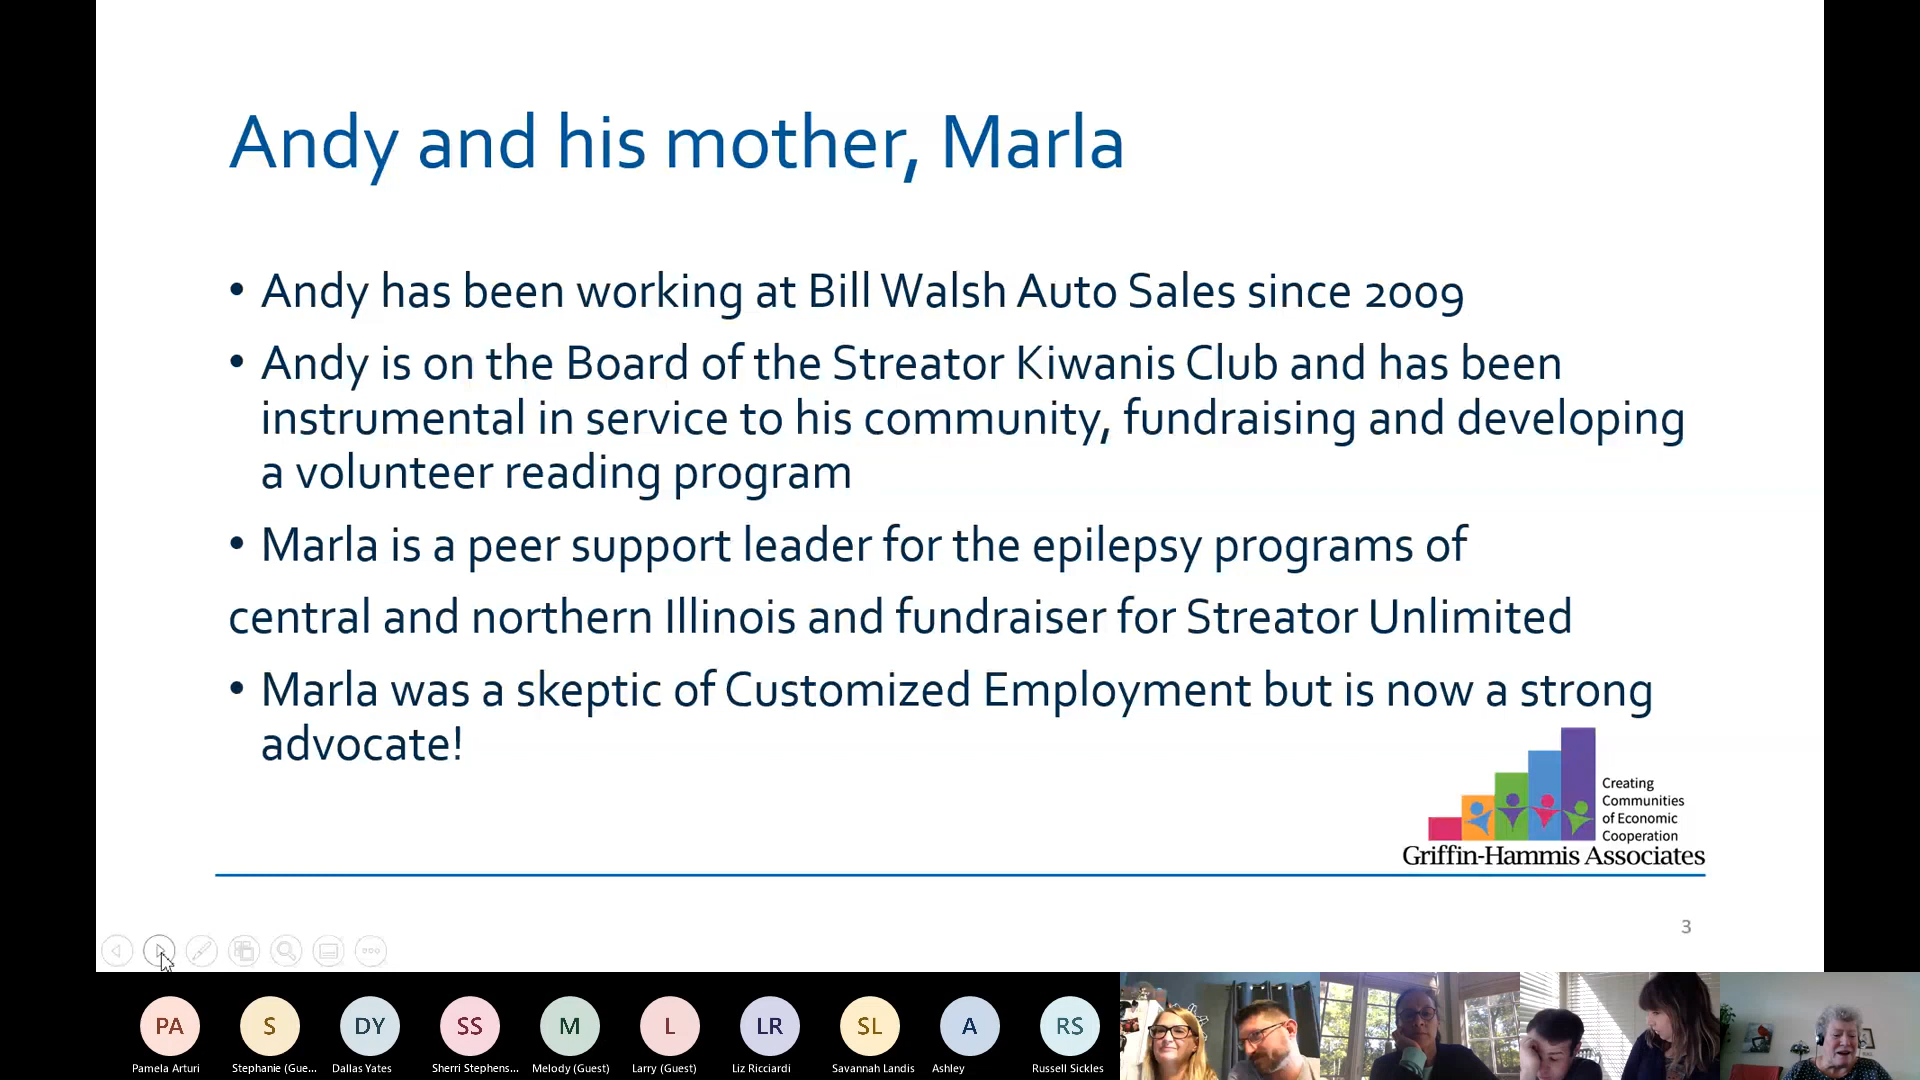 Andy and his mother, Marla
• Andy has been working at Bill Walsh Auto Sales since 2009
• Andy is on the Board of the Streator Kiwanis Club and has been
instrumental in service to his community, fundraising and developing
a volunteer reading program
• Marla is a peer support leader for the epilepsy programs of
central and northern Illinois and fundraiser for Streator Unlimited
• Marla was a skeptic of Customized Employment but is now a strong
advocate!
Creating
Communities
of Economic
Cooperation
Griffin-Hammis Associates
3
PA
S
DY
SS
M
L
LR
SL
A
RS
Pamela Arturi
Stephanie (Gue...
Dallas Yates
Sherri Stephens...
Melody (Guest)
Larry (Guest)
Liz Ricciardi
Savannah Landis
Ashley
Russell Sickles